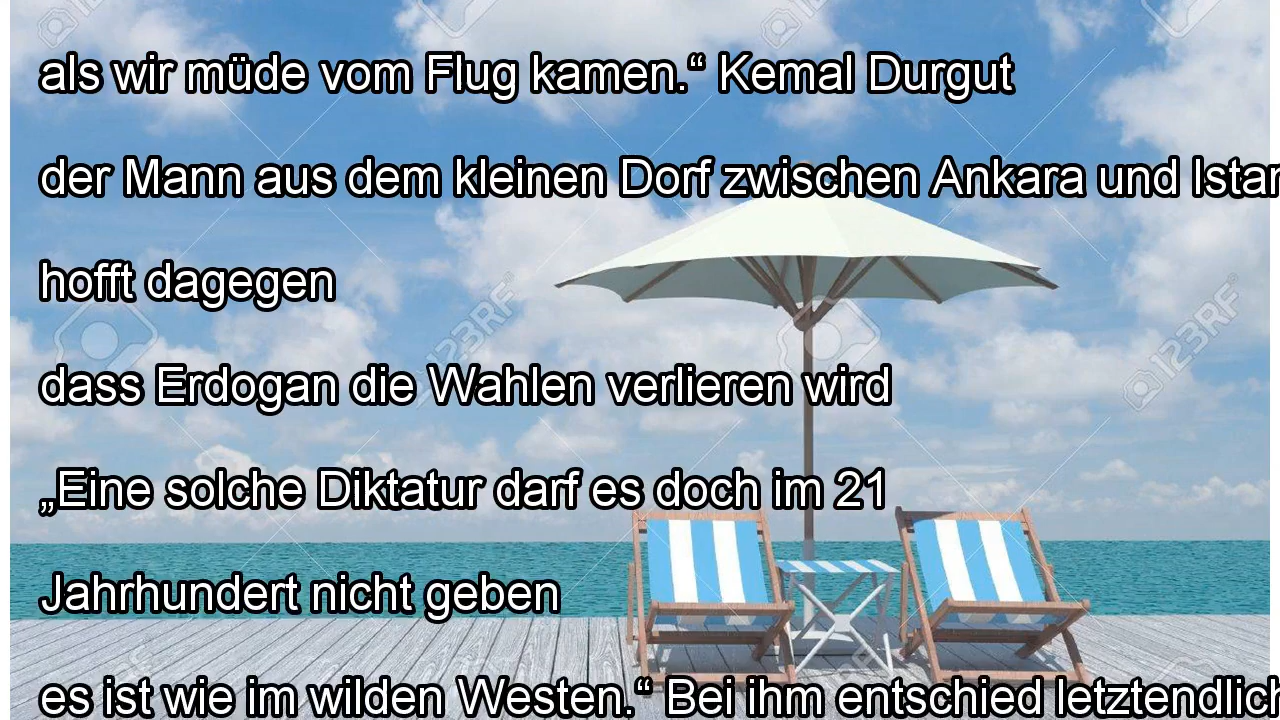 als wir müde vom Flug kamen.“ Kemal Durgut
der Mann aus dem kleinen Dorf zwischen Ankara und
hofft dagegen
dass Erdogan die Wahlen verlieren wird
„Eine solche Diktatur darf es doch im 21
Jahrhundert nicht geben
es ist wie im wilden Westen.“ Bei ihm entschied letztendlich
123RF
123RF